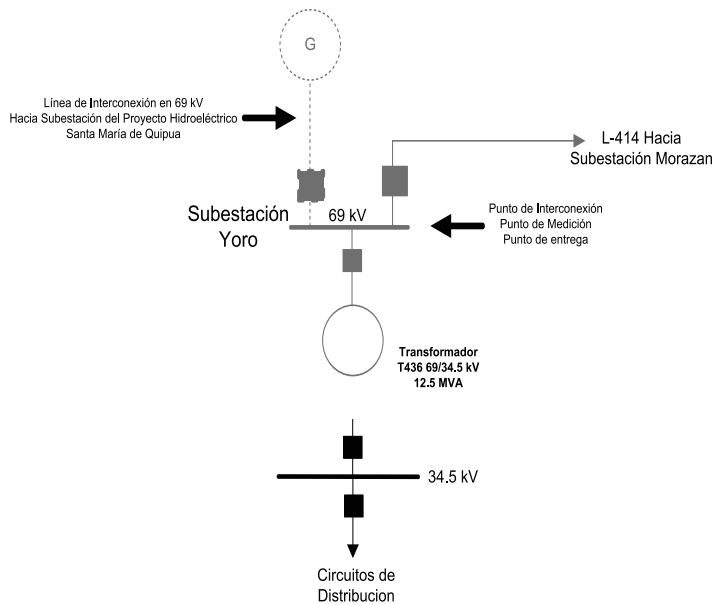 G
Línea de Interconexión en 69 kV
Hacia Subestación del Proyecto Hidroeléctrico
Santa María de Quipua
L-414 Hacia
Subestación Morazan
Subestación
Yoro
69 kV
Punto de Interconexión
Punto de Medición
Punto de entrega
Transformador
T436 69/34.5 kV
12.5 MVA
34.5 kV
Circuitos de
Distribucion